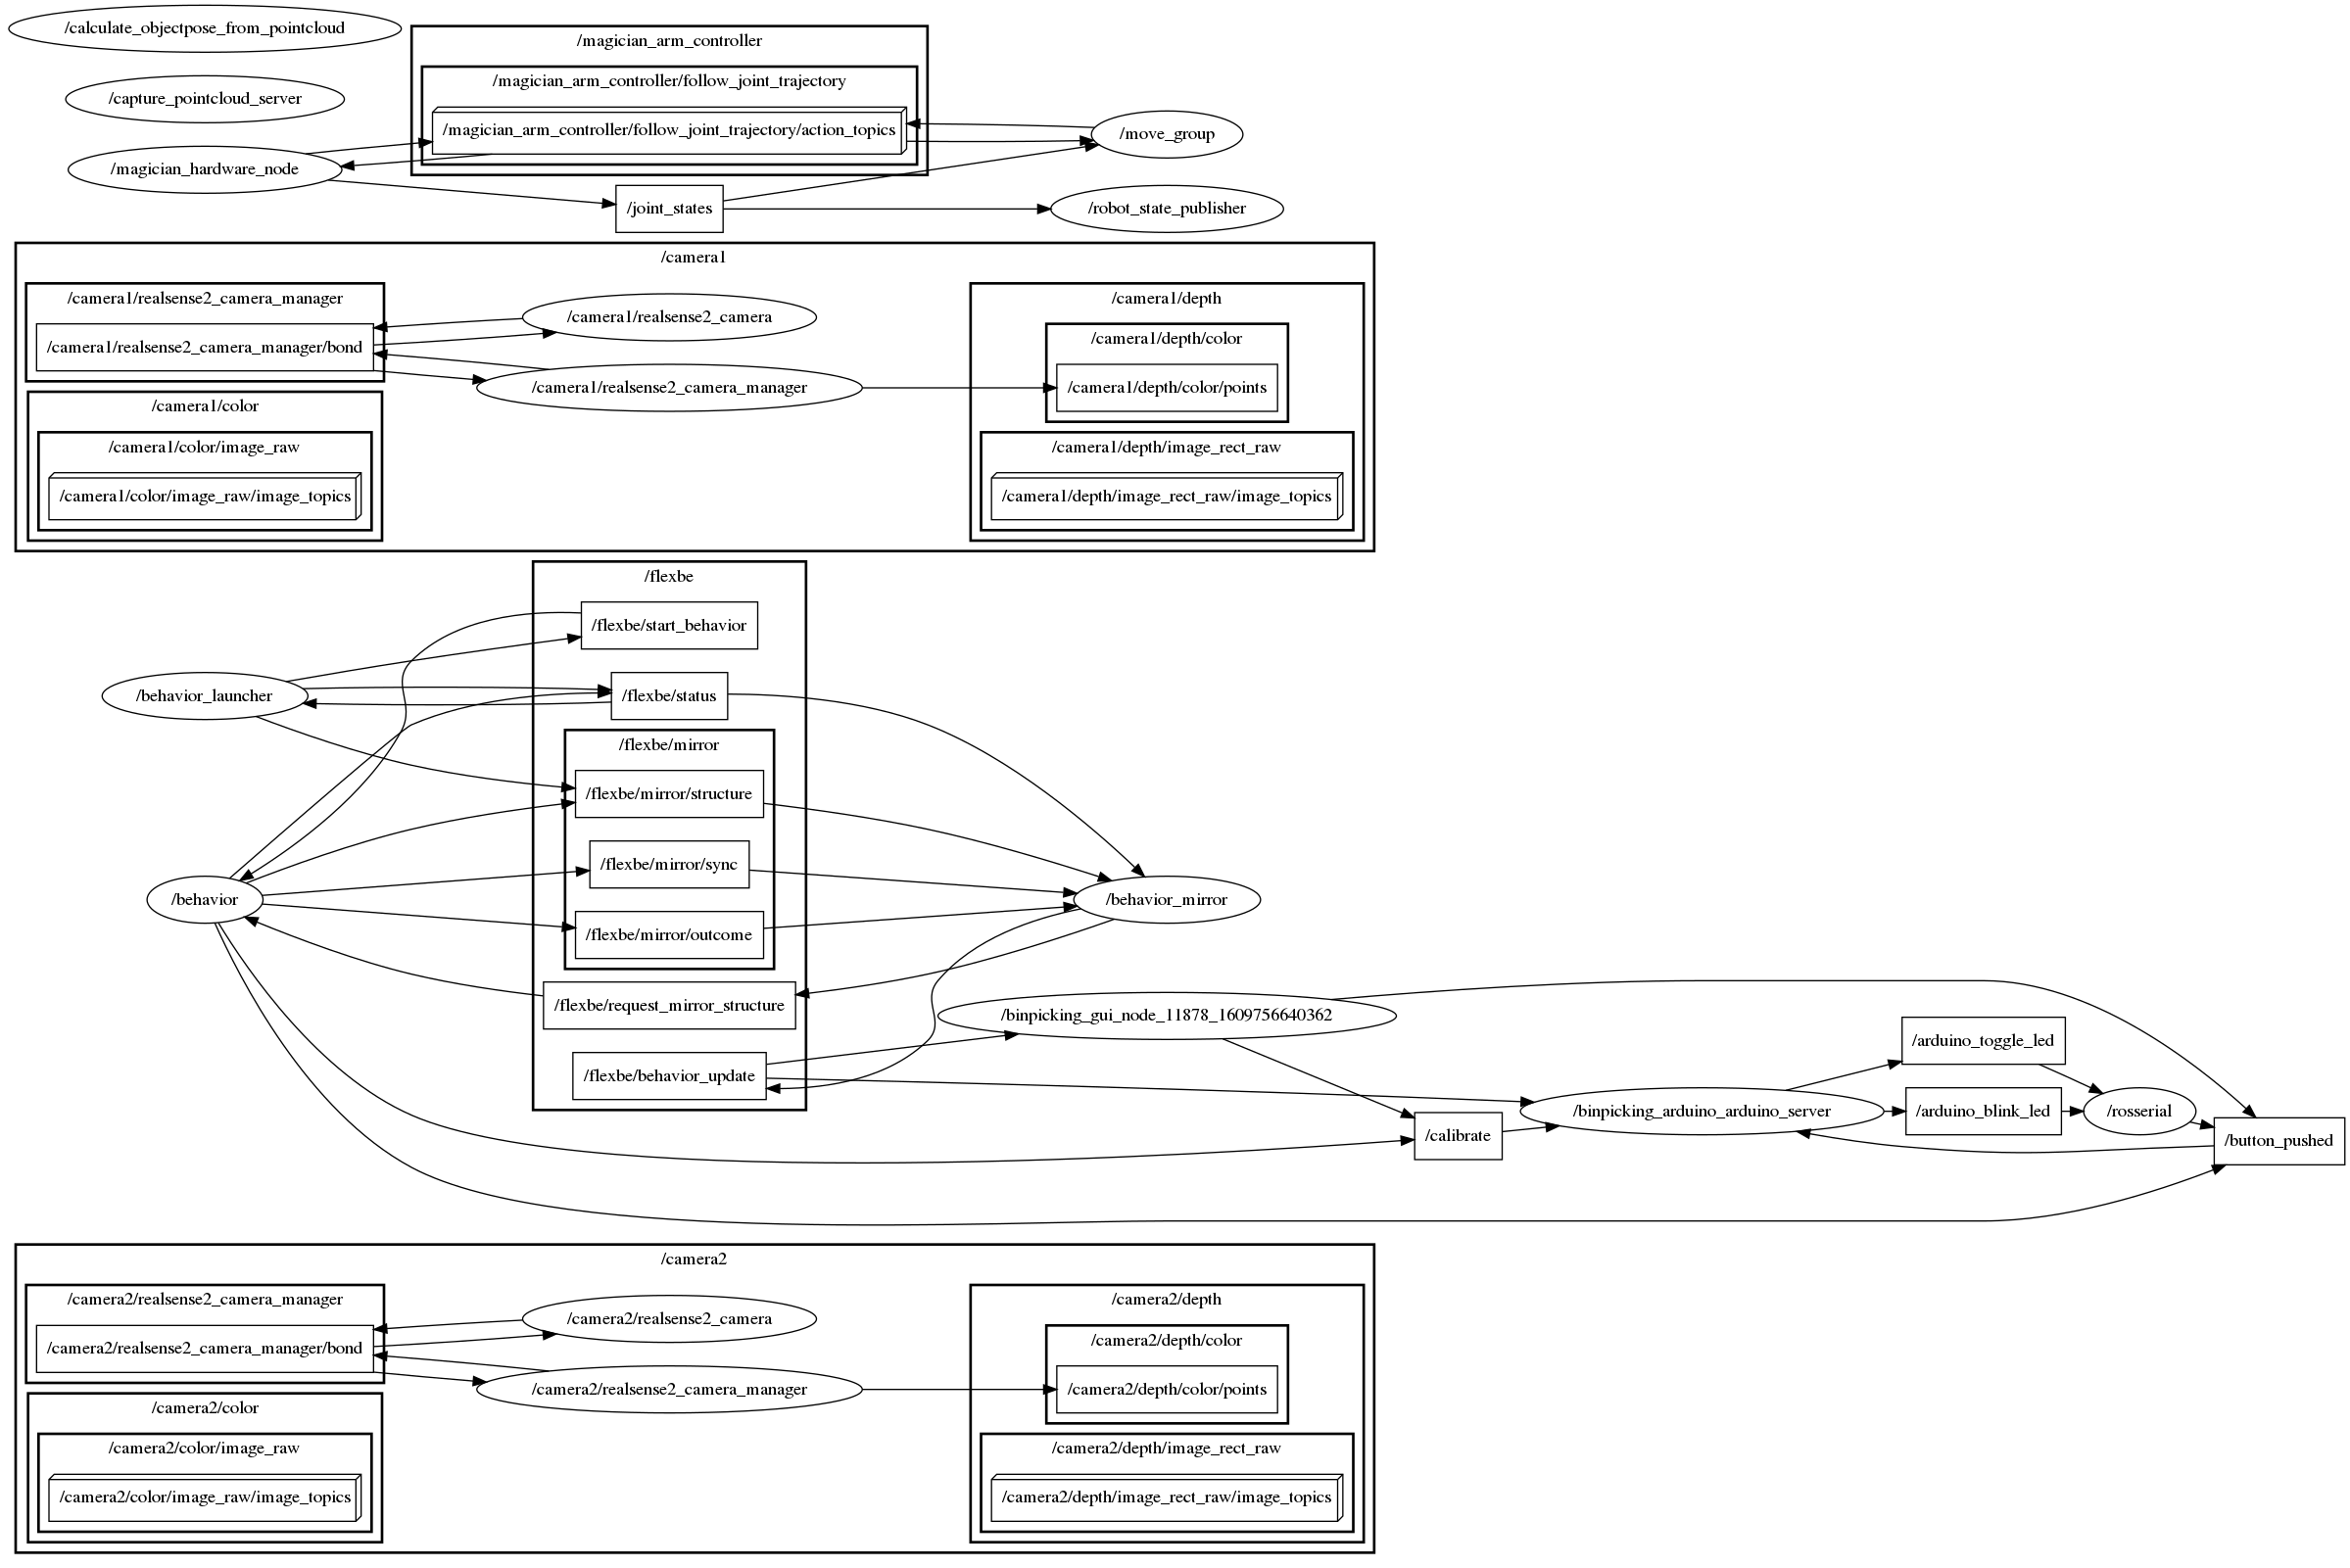 /calculate_objectpose_from_pointcloud
/capture_pointcloud_server
/magician_hardware_node
/magician_arm_controller
/magician_arm_controller/follow_joint_trajectory
/magician_arm_controller/follow_joint_trajectory/action_topics
/joint_states
/move_group
/robot_state_publisher
/camera1
/camera1/realsense2_camera_manager
/camera1/realsense2_camera_manager/bond
/camera1/color
/camera1/color/image_raw
/camera1/color/image_raw/image_topics
/camera1/realsense2_camera
/camera1/realsense2_camera_manager
/camera1/depth
/camera1/depth/color
/camera1/depth/color/points
/camera1/depth/image_rect_raw
/camera1/depth/image_rect_raw/image_topics
/flexbe
/flexbe/start_behavior
/behavior_launcher
/flexbe/status
/flexbe/mirror
/flexbe/mirror/structure
/flexbe/mirror/sync
/behavior
/flexbe/mirror/outcome
/behavior_mirror
/flexbe/request_mirror_structure
/flexbe/behavior_update
/binpicking_gui_node_11878_1609756640362
/calibrate
/binpicking_arduino_arduino_server
/arduino_toggle_led
/arduino_blink_led
/rosserial
/button_pushed
/camera2
/camera2/realsense2_camera_manager
/camera2/realsense2_camera_manager/bond
/camera2/color
/camera2/color/image_raw
/camera2/color/image_raw/image_topics
/camera2/realsense2_camera
/camera2/realsense2_camera_manager
/camera2/depth
/camera2/depth/color
/camera2/depth/color/points
/camera2/depth/image_rect_raw
/camera2/depth/image_rect_raw/image_topics